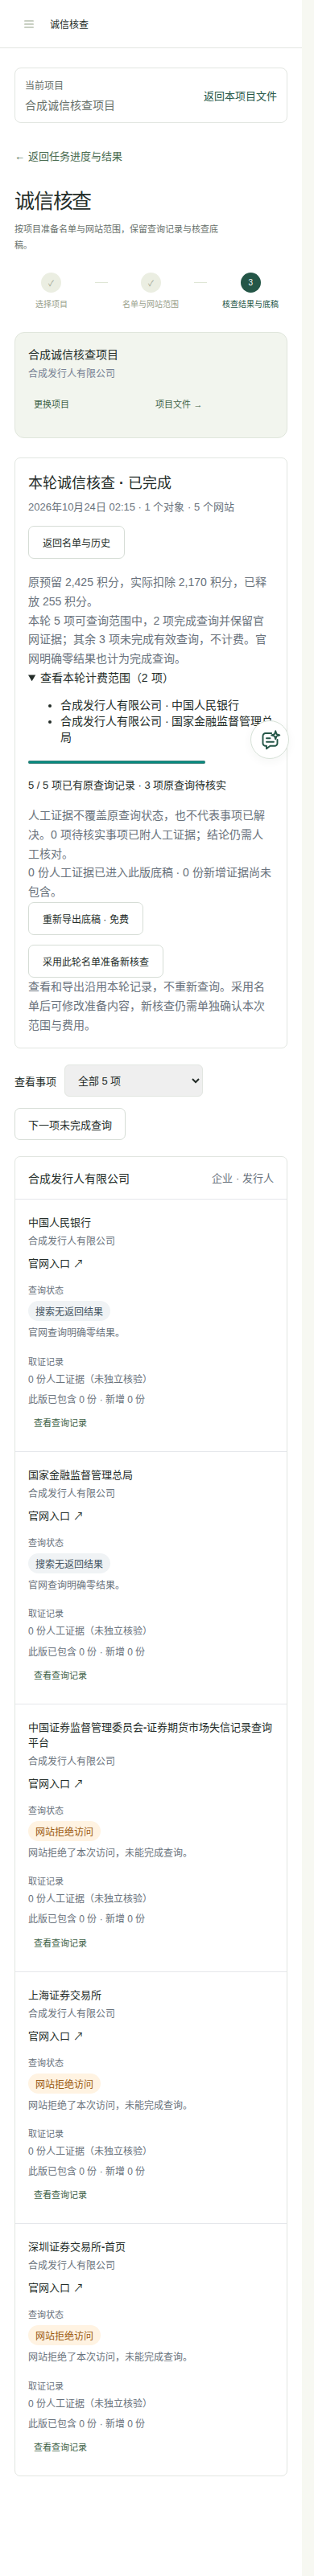 诚信核查
当前项目
合成诚信核查项目
返回本项目文件
← 返回任务进度与结果
诚信核查
按项目准备名单与网站范围，保留查询记录与核查底
稿。
✓
✓
3
选择项目
名单与网站范围
核查结果与底稿
合成诚信核查项目
合成发行人有限公司
更换项目
项目文件 →
本轮诚信核查 · 已完成
2026年10月24日 02:15 · 1 个对象 · 5 个网站
返回名单与历史
原预留 2,425 积分，实际扣除 2,170 积分，已释
放 255 积分。
本轮 5 项可查询范围中，2 项完成查询并保留官
网证据；其余 3 项未完成有效查询，不计费。官
网明确零结果也计为完成查询。
▼ 查看本轮计费范围（2 项）
• 合成发行人有限公司 · 中国人民银行
• 合成发行人有限公司 · 国家金融监督管理总
局
5 / 5 项已有原查询记录 · 3 项原查询待核实
人工证据不覆盖原查询状态，也不代表事项已解
决。0 项待核实事项已附人工证据；结论仍需人
工核对。
0 份人工证据已进入此版底稿 · 0 份新增证据尚未
包含。
重新导出底稿 · 免费
采用此轮名单准备新核查
查看和导出沿用本轮记录，不重新查询。采用名
单后可修改准备内容，新核查仍需单独确认本次
范围与费用。
查看事项
全部 5 项
下一项未完成查询
合成发行人有限公司
企业 · 发行人
中国人民银行
合成发行人有限公司
官网入口 ↗
查询状态
搜索无返回结果
官网查询明确零结果。
取证记录
0 份人工证据（未独立核验）
此版已包含 0 份 · 新增 0 份
查看查询记录
国家金融监督管理总局
合成发行人有限公司
官网入口 ↗
查询状态
搜索无返回结果
官网查询明确零结果。
取证记录
0 份人工证据（未独立核验）
此版已包含 0 份 · 新增 0 份
查看查询记录
中国证券监督管理委员会-证券期货市场失信记录查询
平台
合成发行人有限公司
官网入口 ↗
查询状态
网站拒绝访问
网站拒绝了本次访问，未能完成查询。
取证记录
0 份人工证据（未独立核验）
此版已包含 0 份 · 新增 0 份
查看查询记录
上海证券交易所
合成发行人有限公司
官网入口 ↗
查询状态
网站拒绝访问
网站拒绝了本次访问，未能完成查询。
取证记录
0 份人工证据（未独立核验）
此版已包含 0 份 · 新增 0 份
查看查询记录
深圳证券交易所-首页
合成发行人有限公司
官网入口 ↗
查询状态
网站拒绝访问
网站拒绝了本次访问，未能完成查询。
取证记录
0 份人工证据（未独立核验）
此版已包含 0 份 · 新增 0 份
查看查询记录